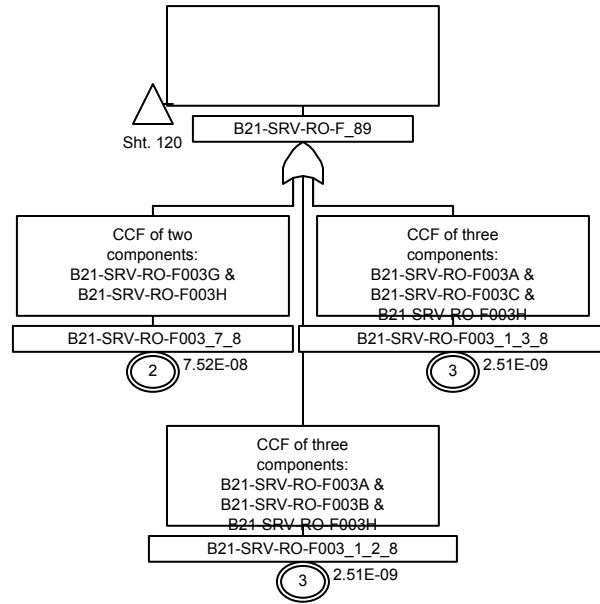 Sht. 120
B21-SRV-RO-F_89
CCF of two
components:
B21-SRV-RO-F003G &
B21-SRV-RO-F003H
B21-SRV-RO-F003_7_8
2
7.52E-08
CCF of three
components:
B21-SRV-RO-F003A &
B21-SRV-RO-F003C &
B21-SRV-RO-F003H
B21-SRV-RO-F003_1_3_8
3
2.51E-09
CCF of three
components:
B21-SRV-RO-F003A &
B21-SRV-RO-F003B &
B21-SRV-RO-F003H
B21-SRV-RO-F003_1_2_8
3
2.51E-09